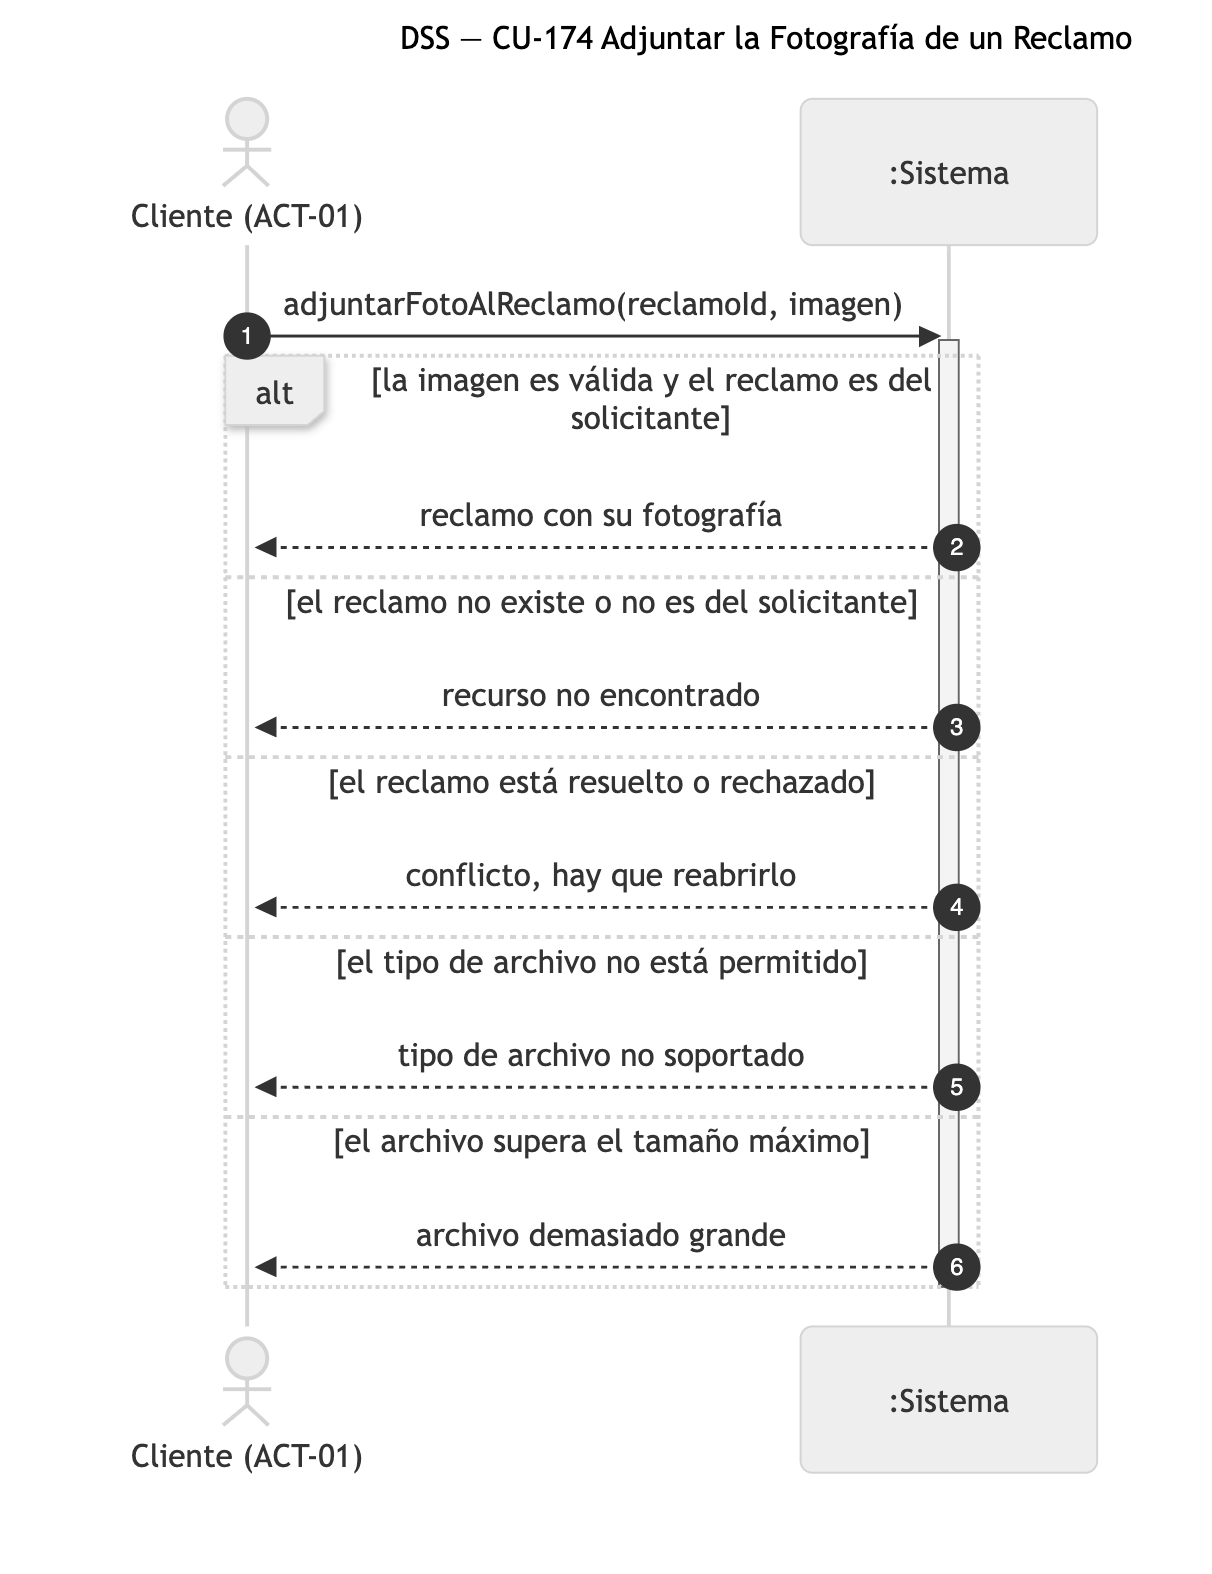 DSS — CU-174 Adjuntar la Fotografía de un Reclamo
Cliente (ACT-01)
:Sistema
adjuntarFotoAlReclamo(reclamoId, imagen)
1
alt
[la imagen es válida y el reclamo es del
solicitante]
reclamo con su fotografía
2
[el reclamo no existe o no es del solicitante]
recurso no encontrado
3
[el reclamo está resuelto o rechazado]
conflicto, hay que reabrirlo
4
[el tipo de archivo no está permitido]
tipo de archivo no soportado
5
[el archivo supera el tamaño máximo]
archivo demasiado grande
6
Cliente (ACT-01)
:Sistema